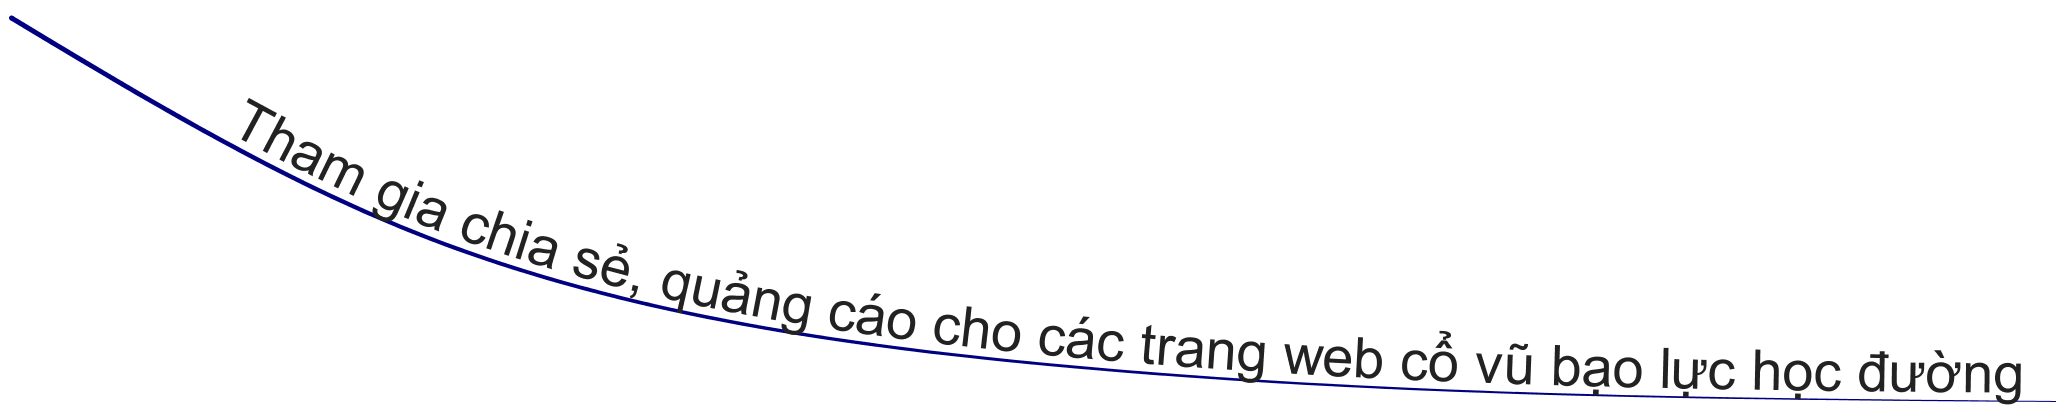 Tham gia chia sẻ, quảng cáo cho các trang web cổ vũ bạo lực học đường